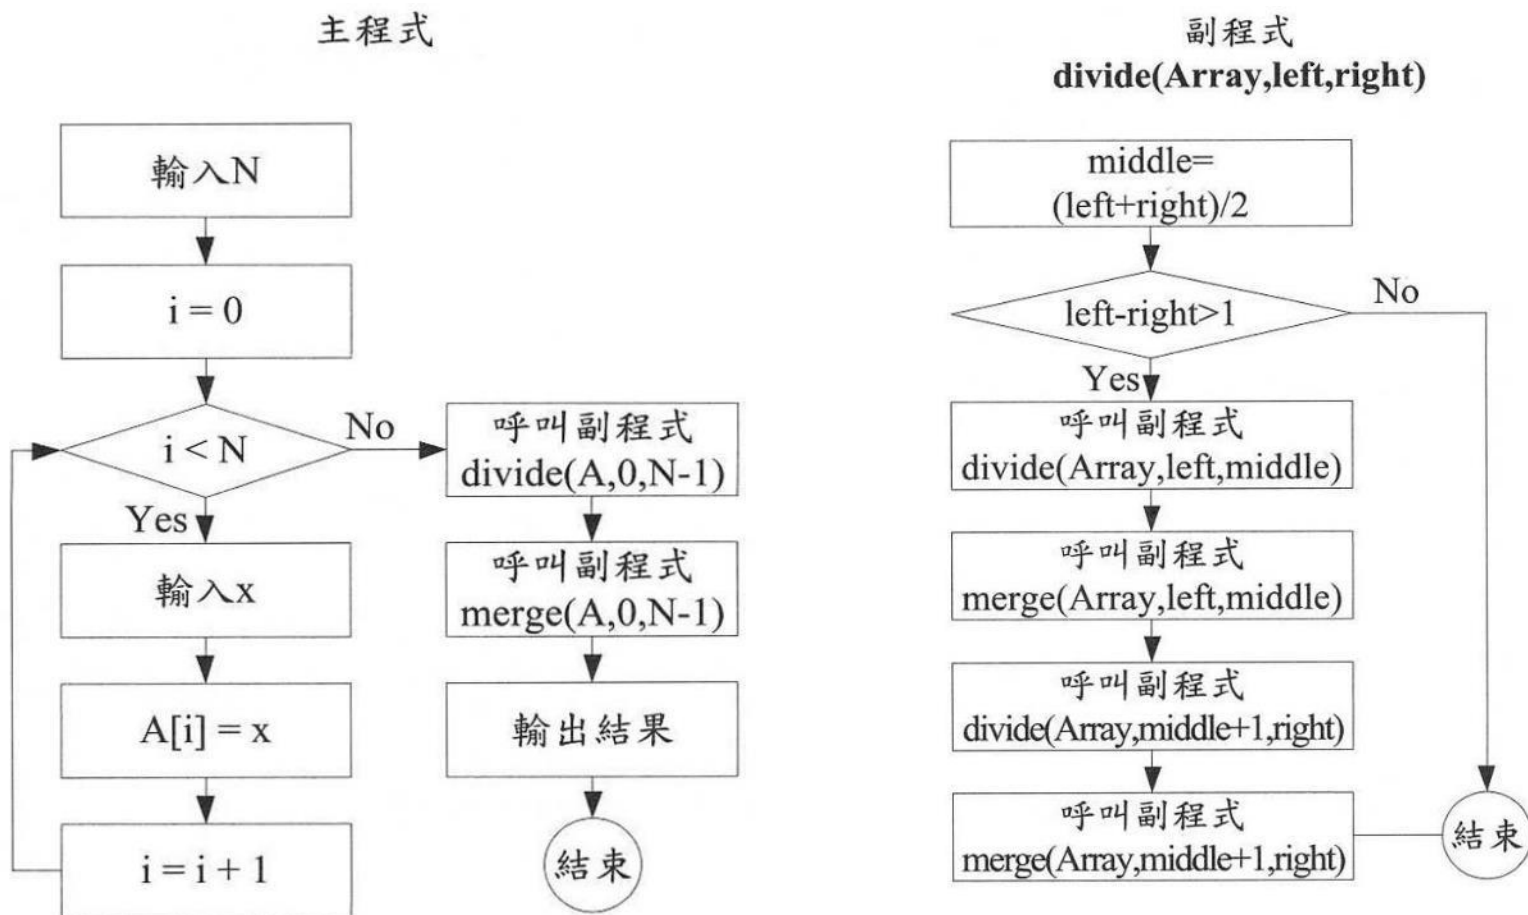 主程式
輸入N
i = 0
i < N
No
Yes
輸入x
A[i] = x
i = i + 1
呼叫副程式
divide(A,0,N-1)
呼叫副程式
merge(A,0,N-1)
輸出結果
結束
副程式
divide(Array,left,right)
middle=
(left+right)/2
left-right>1
No
Yes
呼叫副程式
divide(Array,left,middle)
呼叫副程式
merge(Array,left,middle)
呼叫副程式
divide(Array,middle+1,right)
呼叫副程式
merge(Array,middle+1,right)
結束